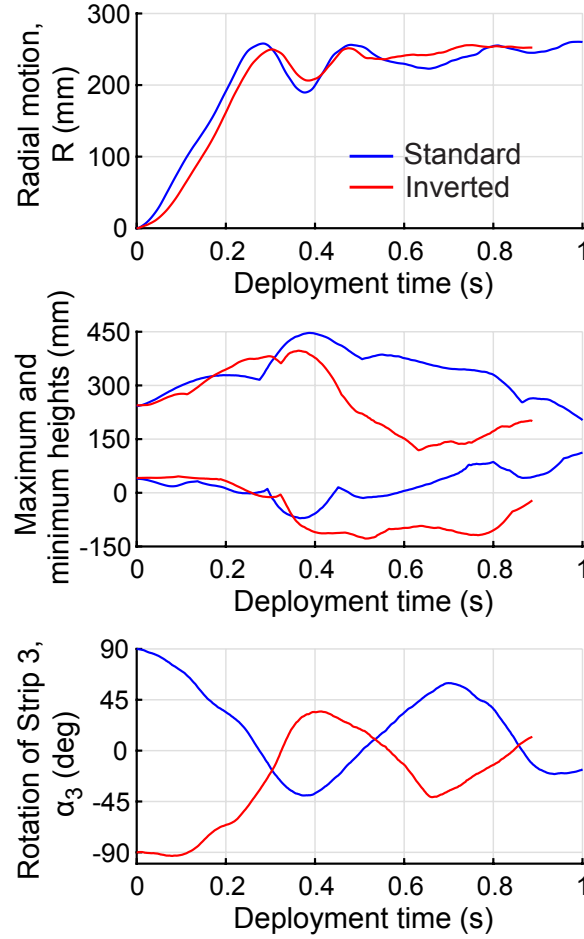 Radial motion,
R (mm)
300
200
100
0
Standard
Inverted
0 0.2 0.4 0.6 0.8 1
Deployment time (s)
Maximum and
minimum heights (mm)
450
300
150
0
-150
0 0.2 0.4 0.6 0.8 1
Deployment time (s)
Rotation of Strip 3,
α₃ (deg)
90
45
0
-45
-90
0 0.2 0.4 0.6 0.8 1
Deployment time (s)